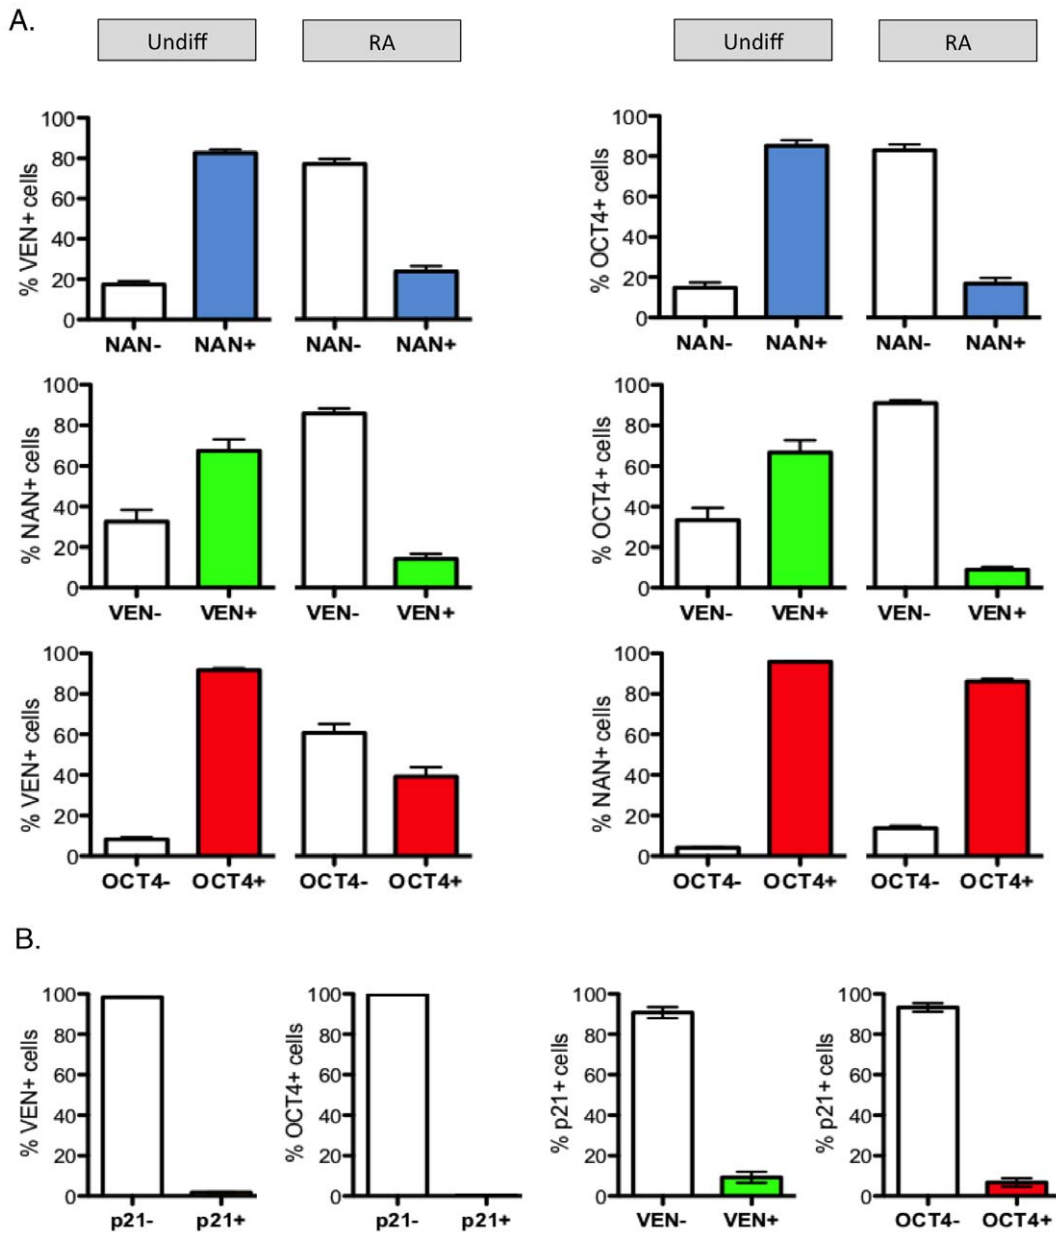 A.
Undiff RA Undiff RA
% VEN+ cells
100
80
60
40
20
0
NAN- NAN+ NAN- NAN+
% OCT4+ cells
100
80
60
40
20
0
NAN- NAN+ NAN- NAN+
% NAN+ cells
100
80
60
40
20
0
VEN- VEN+ VEN- VEN+
% OCT4+ cells
100
80
60
40
20
0
VEN- VEN+ VEN- VEN+
% VEN+ cells
100
80
60
40
20
0
OCT4- OCT4+ OCT4- OCT4+
% NAN+ cells
100
80
60
40
20
0
OCT4- OCT4+ OCT4- OCT4+
B.
% VEN+ cells
100
80
60
40
20
0
p21- p21+
% OCT4+ cells
100
80
60
40
20
0
p21- p21+
% p21+ cells
100
80
60
40
20
0
VEN- VEN+
% p21+ cells
100
80
60
40
20
0
OCT4- OCT4+